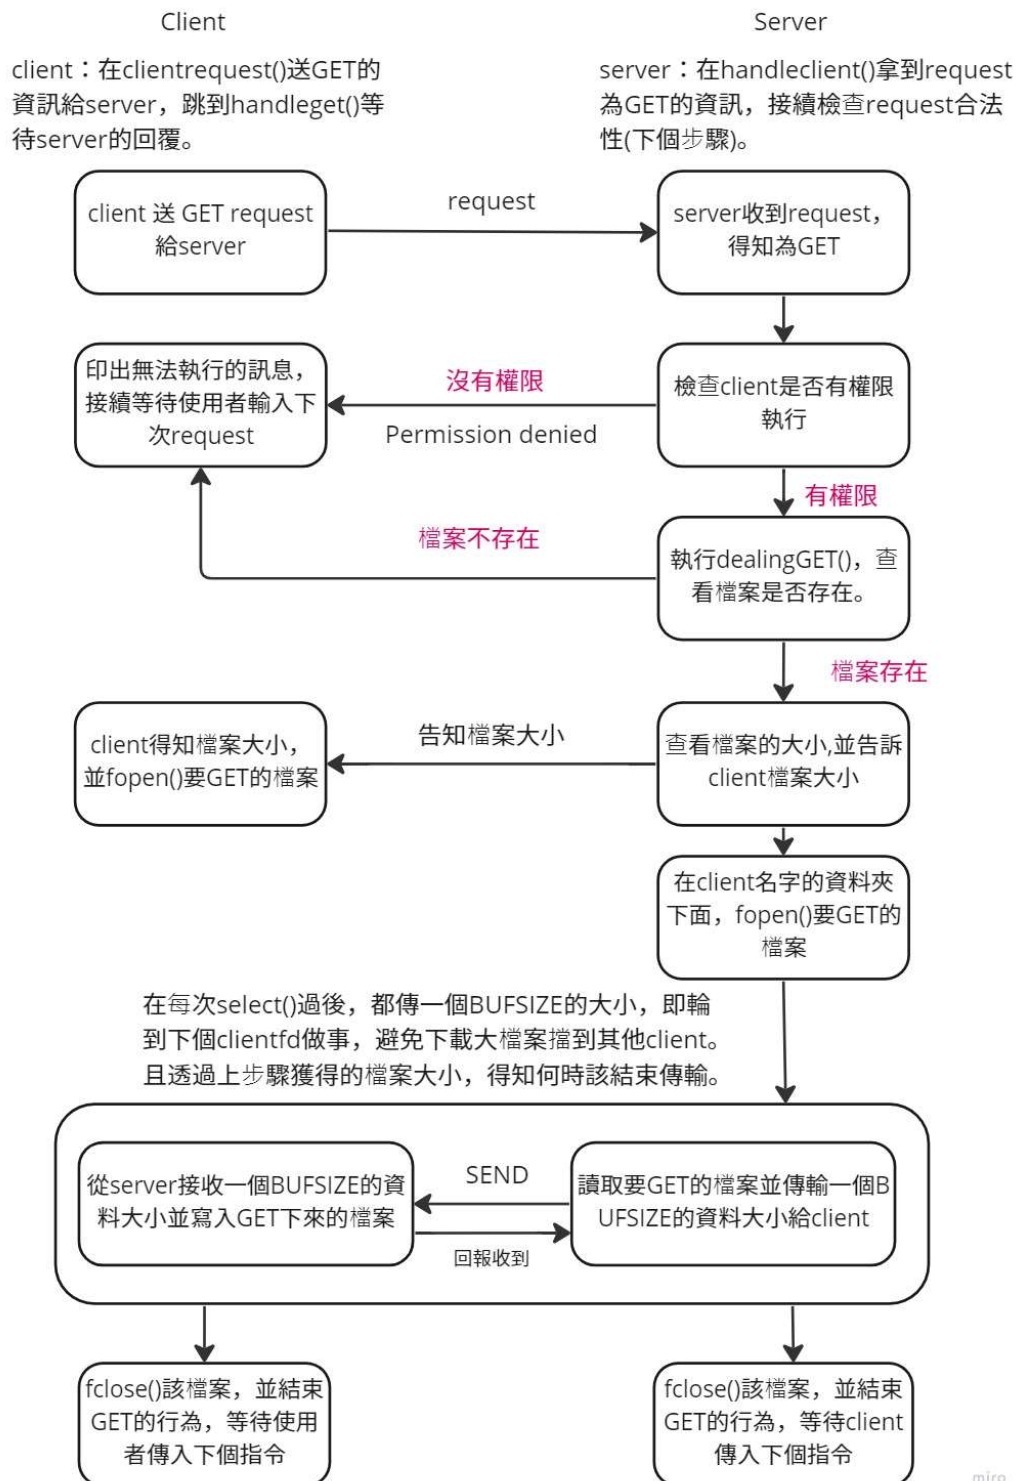 Client
Server
client：在clientrequest()送GET的
資訊給server，跳到handleget()等
待server的回覆。
server：在handleclient()拿到request
為GET的資訊，接續檢查request合法
性(下個步驟)。
client 送 GET request
給server
request
server收到request，
得知為GET
印出無法執行的訊息，
接續等待使用者輸入下
次request
沒有權限
Permission denied
檢查client是否有權限
執行
有權限
檔案不存在
執行dealingGET()，查
看檔案是否存在。
檔案存在
client得知檔案大小，
並fopen()要GET的檔案
告知檔案大小
查看檔案的大小,並告訴
client檔案大小
在client名字的資料夾
下面，fopen()要GET的
檔案
在每次select()過後，都傳一個BUFSIZE的大小，即輪
到下個clientfd做事，避免下載大檔案擋到其他client。
且透過上步驟獲得的檔案大小，得知何時該結束傳輸。
從server接收一個BUFSIZE的資
料大小並寫入GET下來的檔案
SEND
回報收到
讀取要GET的檔案並傳輸一個B
UFSIZE的資料大小給client
fclose()該檔案，並結束
GET的行為，等待使用
者傳入下個指令
fclose()該檔案，並結束
GET的行為，等待client
傳入下個指令
miro